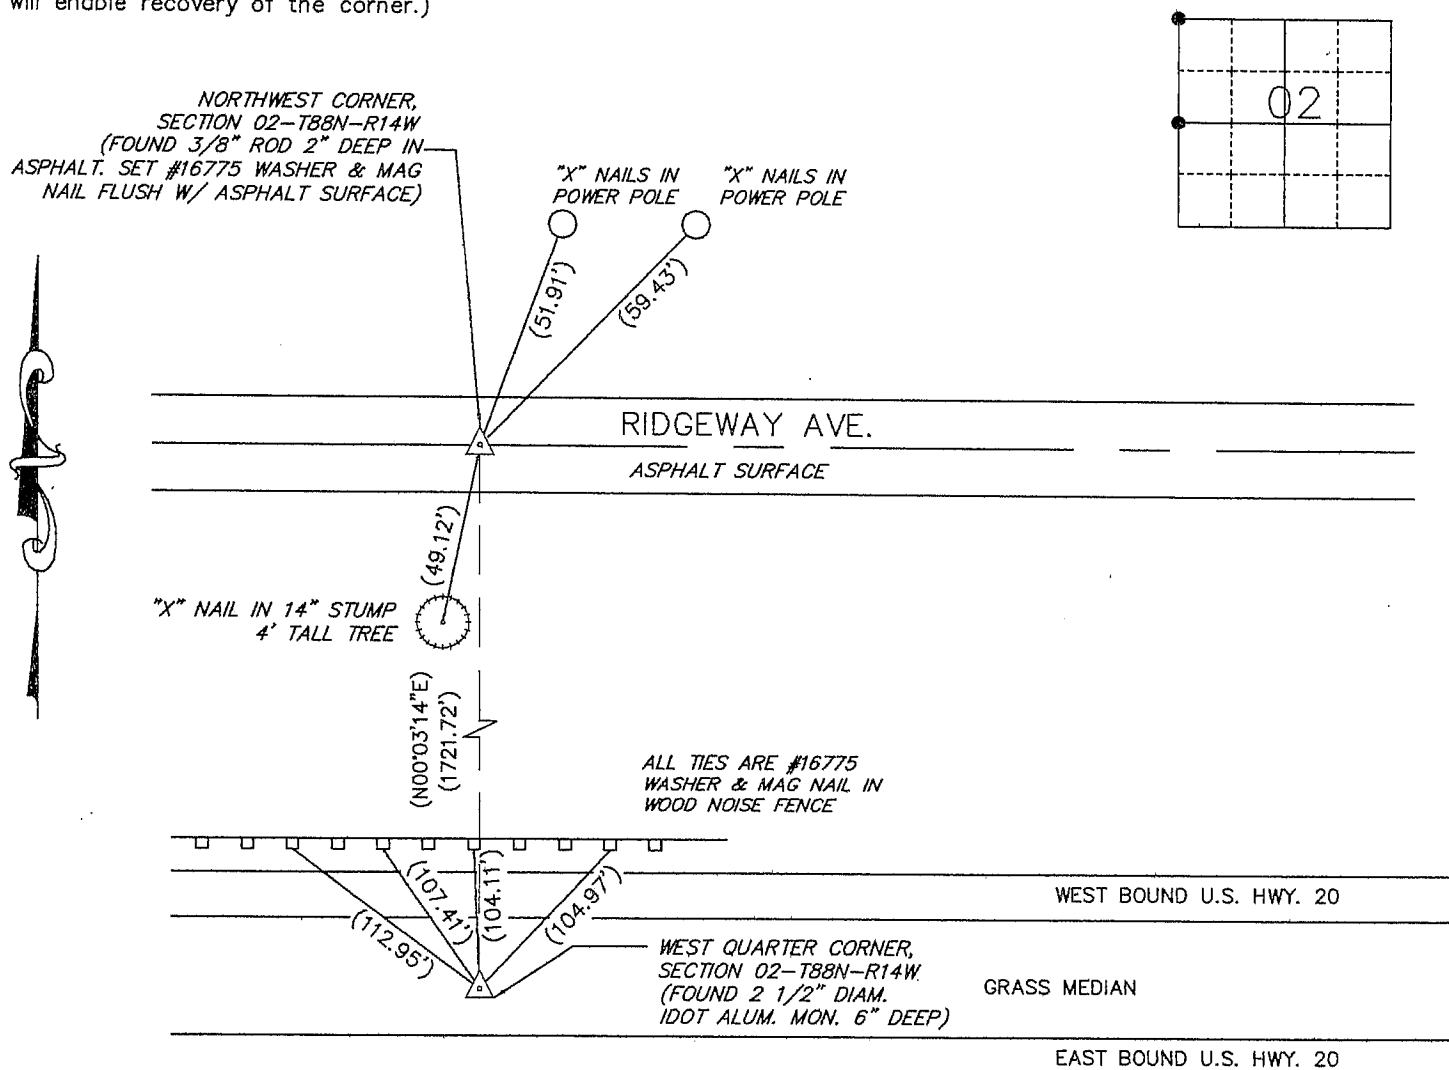 will enable recovery of the corner.)
02
NORTHWEST CORNER,
SECTION 02-T88N-R14W
(FOUND 3/8" ROD 2" DEEP IN
ASPHALT. SET #16775 WASHER & MAG
NAIL FLUSH W/ ASPHALT SURFACE)
"X" NAILS IN
POWER POLE
"X" NAILS IN
POWER POLE
(51.91')
(59.43')
RIDGEWAY AVE.
ASPHALT SURFACE
(49.12')
"X" NAIL IN 14" STUMP
4' TALL TREE
(N00°03'14"E)
(1721.72')
ALL TIES ARE #16775
WASHER & MAG NAIL IN
WOOD NOISE FENCE
(112.95')
(107.41')
(104.11')
(104.97')
WEST BOUND U.S. HWY. 20
WEST QUARTER CORNER,
SECTION 02-T88N-R14W
(FOUND 2 1/2" DIAM.
IDOT ALUM. MON. 6" DEEP)
GRASS MEDIAN
EAST BOUND U.S. HWY. 20